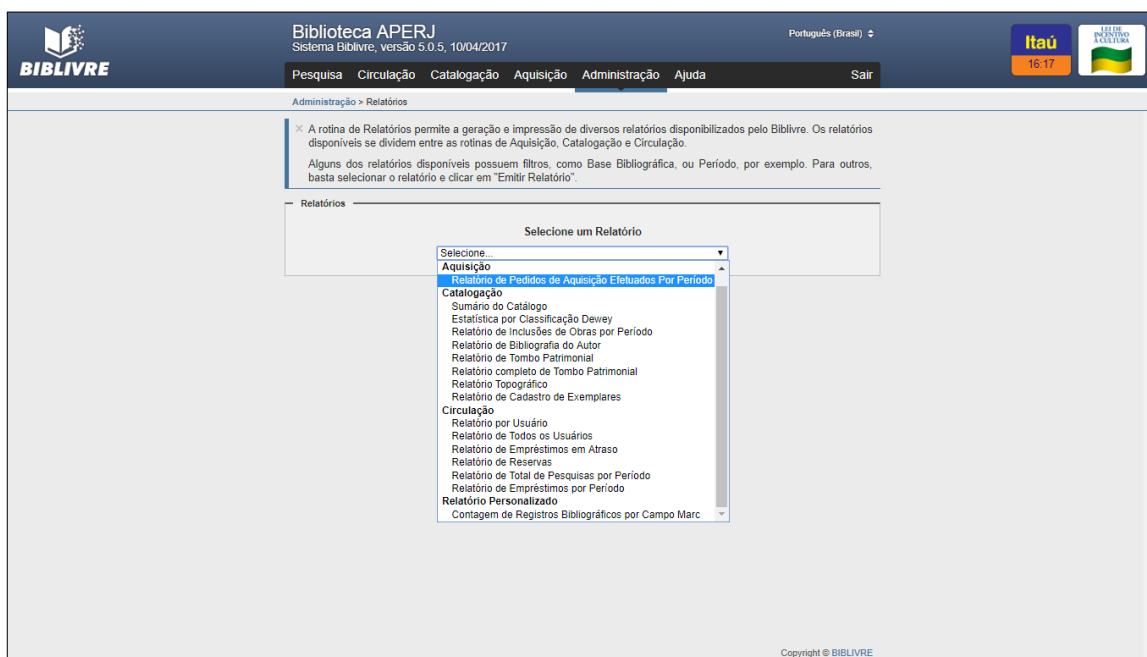 BIBLIVRE
Biblioteca APERJ
Sistema Biblivre, versão 5.0.5, 10/04/2017
Português (Brasil)
Itaú
16:17
LEI DE
INCENTIVO
À CULTURA
Pesquisa Circulação Catalogação Aquisição Administração Ajuda Sair
Administração > Relatórios
× A rotina de Relatórios permite a geração e impressão de diversos relatórios disponibilizados pelo Biblivre. Os relatórios
disponíveis se dividem entre as rotinas de Aquisição, Catalogação e Circulação.
Alguns dos relatórios disponíveis possuem filtros, como Base Bibliográfica, ou Período, por exemplo. Para outros,
basta selecionar o relatório e clicar em "Emitir Relatório".
Relatórios
Selecione um Relatório
Selecione...
Aquisição
Relatório de Pedidos de Aquisição Efetuados Por Período
Catalogação
Sumário do Catálogo
Estatística por Classificação Dewey
Relatório de Inclusões de Obras por Período
Relatório de Bibliografia do Autor
Relatório de Tombo Patrimonial
Relatório completo de Tombo Patrimonial
Relatório Topográfico
Relatório de Cadastro de Exemplares
Circulação
Relatório por Usuário
Relatório de Todos os Usuários
Relatório de Empréstimos em Atraso
Relatório de Reservas
Relatório de Total de Pesquisas por Período
Relatório de Empréstimos por Período
Relatório Personalizado
Contagem de Registros Bibliográficos por Campo Marc
Copyright © BIBLIVRE